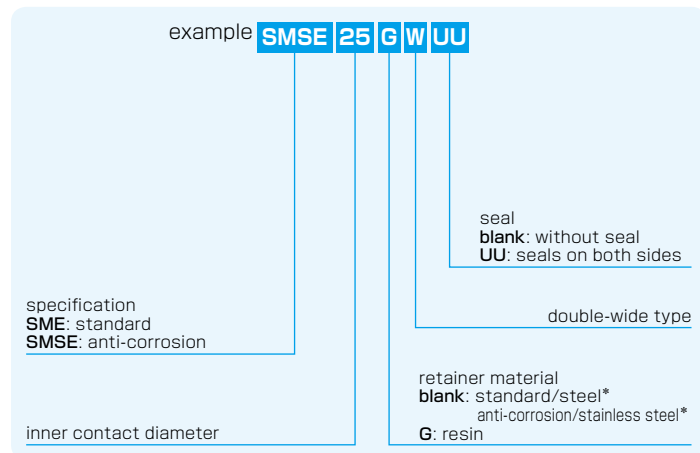 example SMSE 25 G W UU
seal
blank: without seal
UU: seals on both sides
double-wide type
specification
SME: standard
SMSE: anti-corrosion
retainer material
blank: standard/steel*
anti-corrosion/stainless steel*
G: resin
inner contact diameter